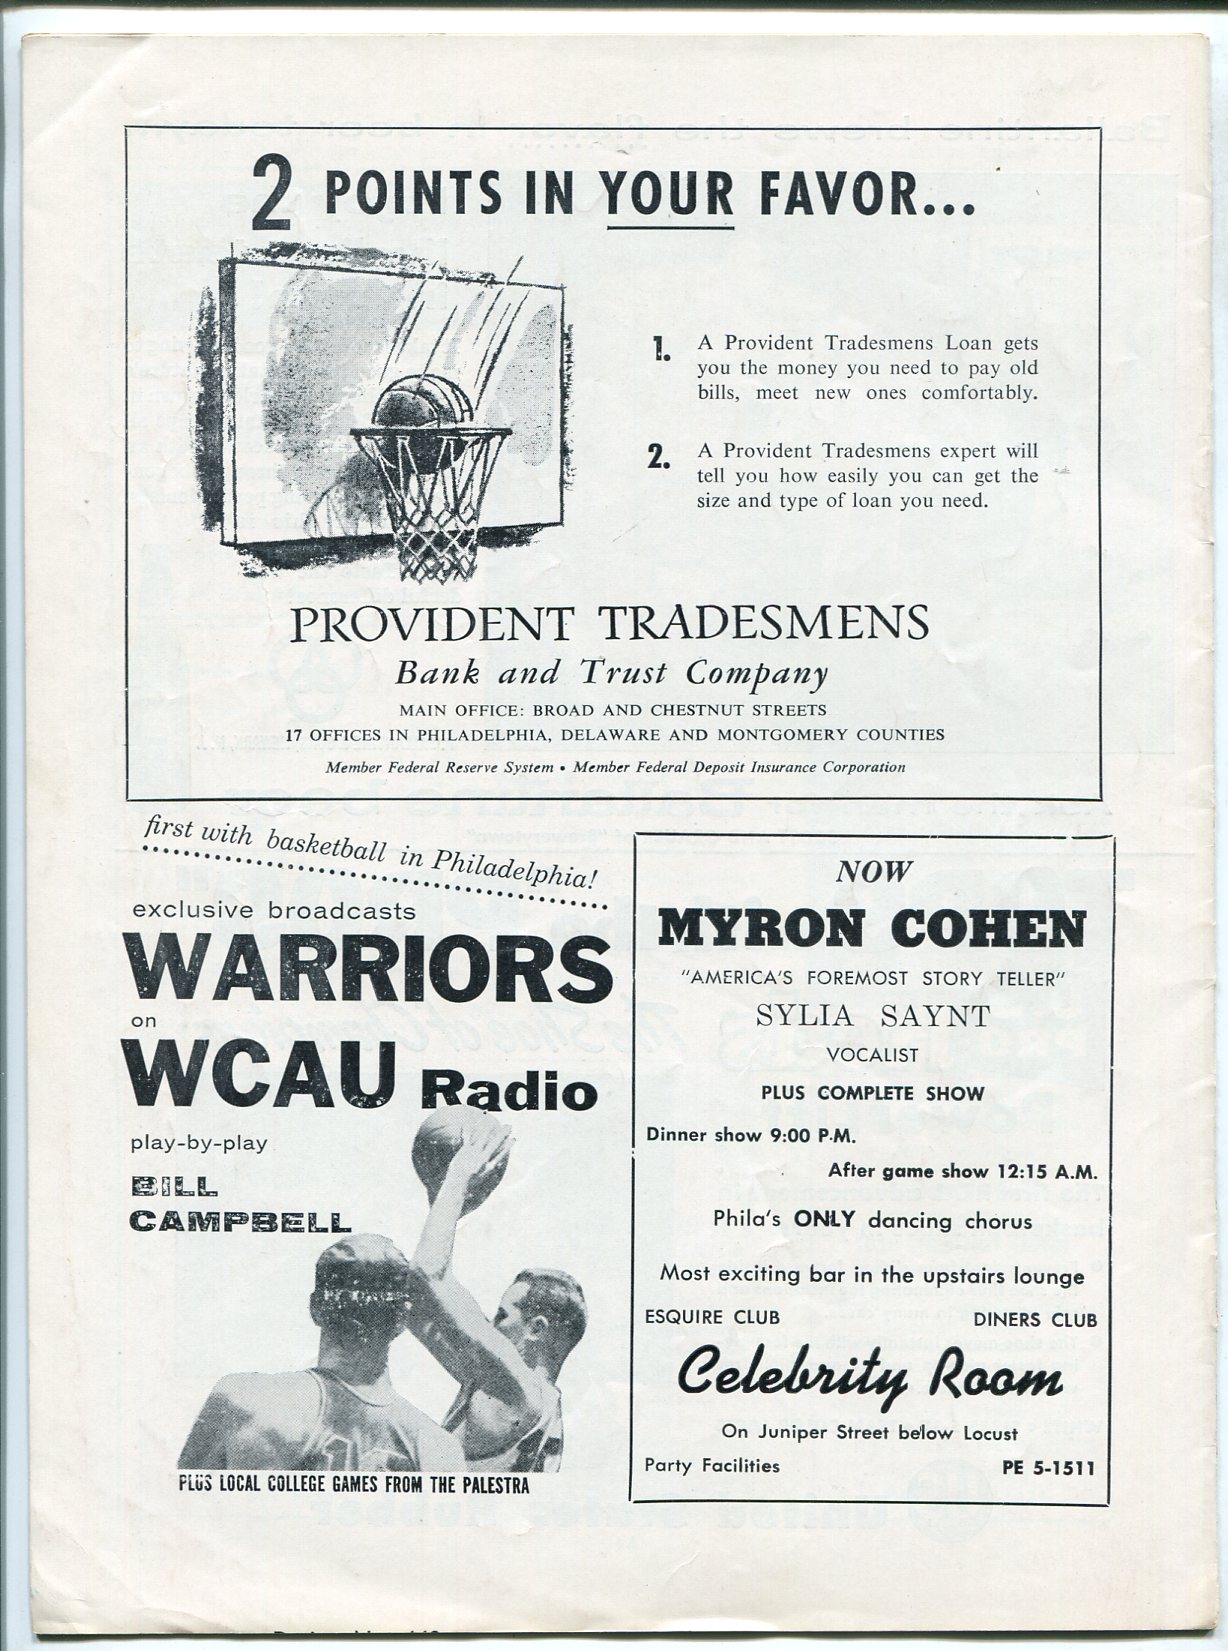 2 POINTS IN YOUR FAVOR...
1. A Provident Tradesmens Loan gets
you the money you need to pay old
bills, meet new ones comfortably.
2. A Provident Tradesmens expert will
tell you how easily you can get the
size and type of loan you need.
PROVIDENT TRADESMENS
Bank and Trust Company
MAIN OFFICE: BROAD AND CHESTNUT STREETS
17 OFFICES IN PHILADELPHIA, DELAWARE AND MONTGOMERY COUNTIES
Member Federal Reserve System • Member Federal Deposit Insurance Corporation
first with basketball in Philadelphia!
exclusive broadcasts
WARRIORS
on
WCAU Radio
play-by-play
BILL
CAMPBELL
PLUS LOCAL COLLEGE GAMES FROM THE PALESTRA
NOW
MYRON COHEN
"AMERICA'S FOREMOST STORY TELLER"
SYLIA SAYNT
VOCALIST
PLUS COMPLETE SHOW
Dinner show 9:00 P.M.
After game show 12:15 A.M.
Phila's ONLY dancing chorus
Most exciting bar in the upstairs lounge
ESQUIRE CLUB DINERS CLUB
Celebrity Room
On Juniper Street below Locust
Party Facilities PE 5-1511